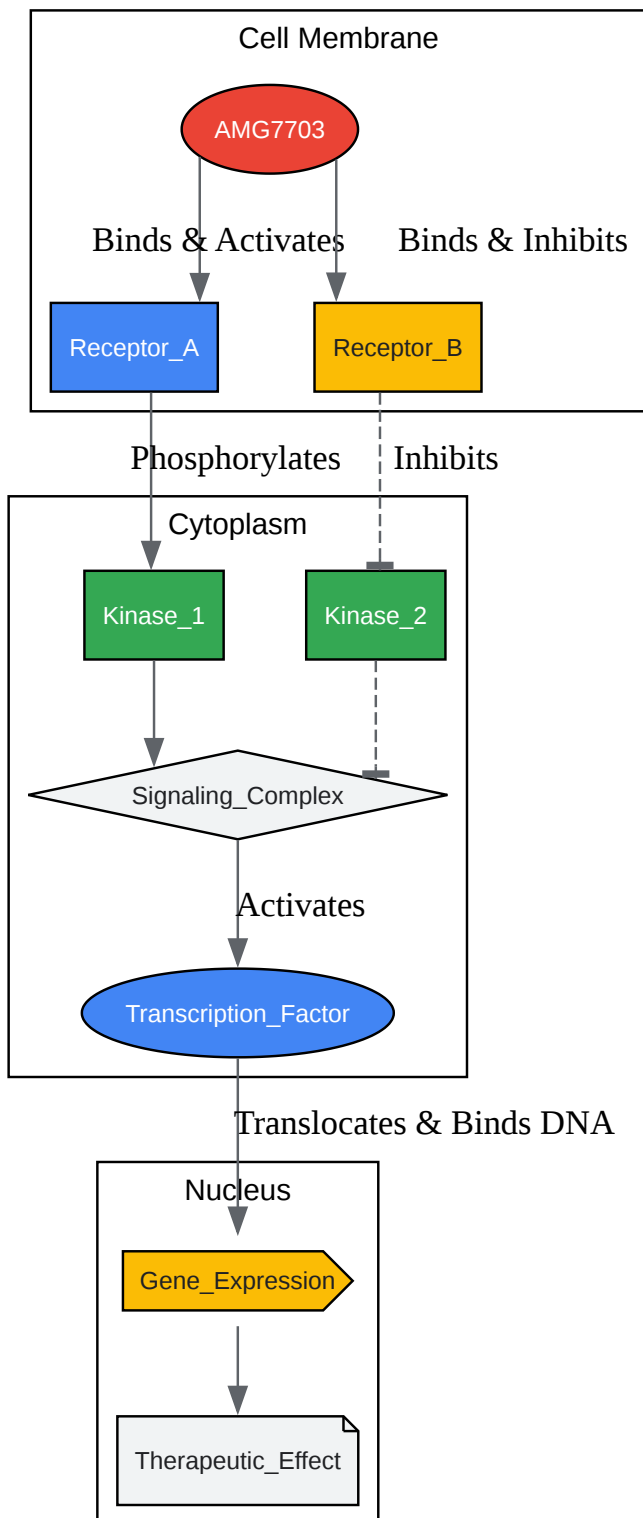 Cell Membrane
AMG7703
Binds & Activates
Binds & Inhibits
Receptor_A
Receptor_B
Phosphorylates
Inhibits
Cytoplasm
Kinase_1
Kinase_2
Signaling_Complex
Activates
Transcription_Factor
Translocates & Binds DNA
Nucleus
Gene_Expression
Therapeutic_Effect